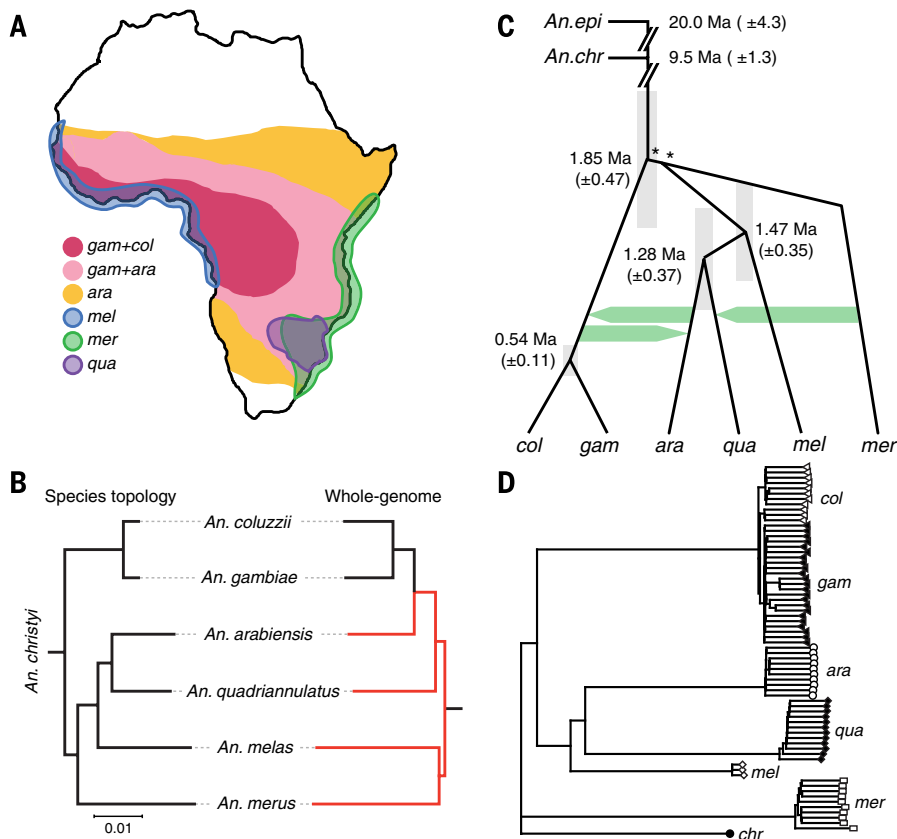 A
gam+col
gam+ara
ara
mel
mer
qua
B
Species topology
Whole-genome
An. christyi
An. coluzzii
An. gambiae
An. arabiensis
An. quadriannulatus
An. melas
An. merus
0.01
C
An.epi
20.0 Ma (±4.3)
An.chr
9.5 Ma (±1.3)
* *
1.85 Ma
(±0.47)
1.47 Ma
(±0.35)
1.28 Ma
(±0.37)
0.54 Ma
(±0.11)
col gam ara qua mel mer
D
col
gam
ara
qua
mel
mer
chr